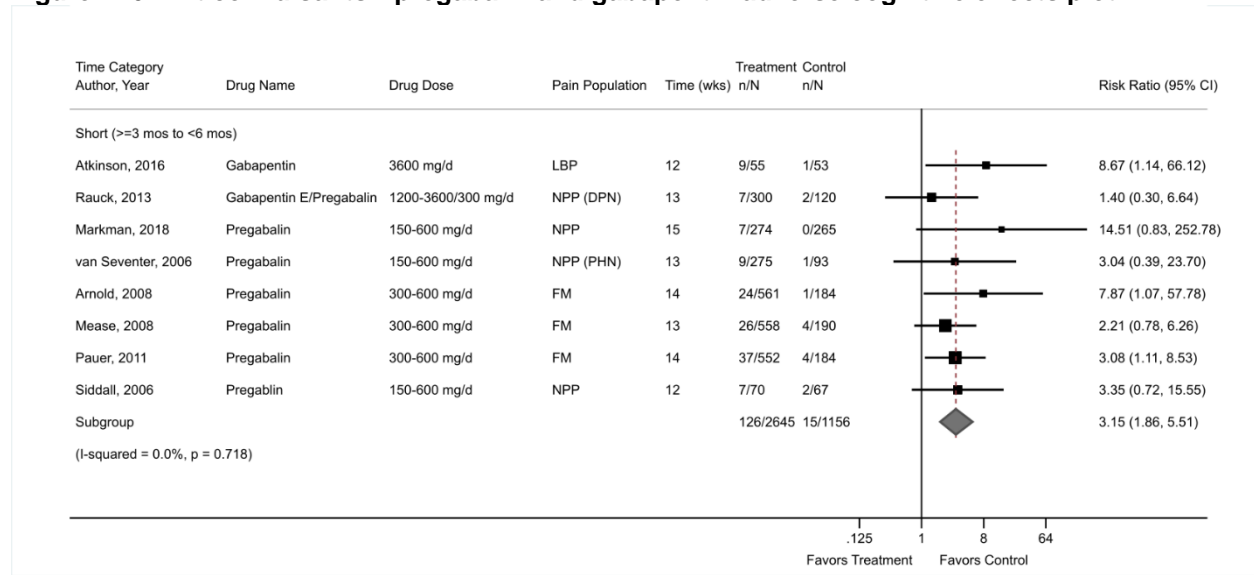 Time Category Treatment Control
Author, Year Drug Name Drug Dose Pain Population Time (wks) n/N n/N Risk Ratio (95% CI)
Short (>=3 mos to <6 mos)
Atkinson, 2016 Gabapentin 3600 mg/d LBP 12 9/55 1/53 8.67 (1.14, 66.12)
Rauck, 2013 Gabapentin E/Pregabalin 1200-3600/300 mg/d NPP (DPN) 13 7/300 2/120 1.40 (0.30, 6.64)
Markman, 2018 Pregabalin 150-600 mg/d NPP 15 7/274 0/265 14.51 (0.83, 252.78)
van Seventer, 2006 Pregabalin 150-600 mg/d NPP (PHN) 13 9/275 1/93 3.04 (0.39, 23.70)
Arnold, 2008 Pregabalin 300-600 mg/d FM 14 24/561 1/184 7.87 (1.07, 57.78)
Mease, 2008 Pregabalin 300-600 mg/d FM 13 26/558 4/190 2.21 (0.78, 6.26)
Pauer, 2011 Pregabalin 300-600 mg/d FM 14 37/552 4/184 3.08 (1.11, 8.53)
Siddall, 2006 Pregablin 150-600 mg/d NPP 12 7/70 2/67 3.35 (0.72, 15.55)
Subgroup 126/2645 15/1156 3.15 (1.86, 5.51)
(I-squared = 0.0%, p = 0.718)
.125 1 8 64
Favors Treatment Favors Control